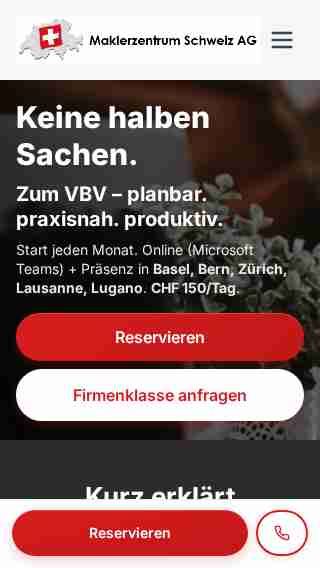 Maklerzentrum Schweiz AG
Keine halben
Sachen.
Zum VBV – planbar.
praxisnah. produktiv.
Start jeden Monat. Online (Microsoft
Teams) + Präsenz in Basel, Bern, Zürich,
Lausanne, Lugano. CHF 150/Tag.
Reservieren
Firmenklasse anfragen
Kurz erklärt
Reservieren